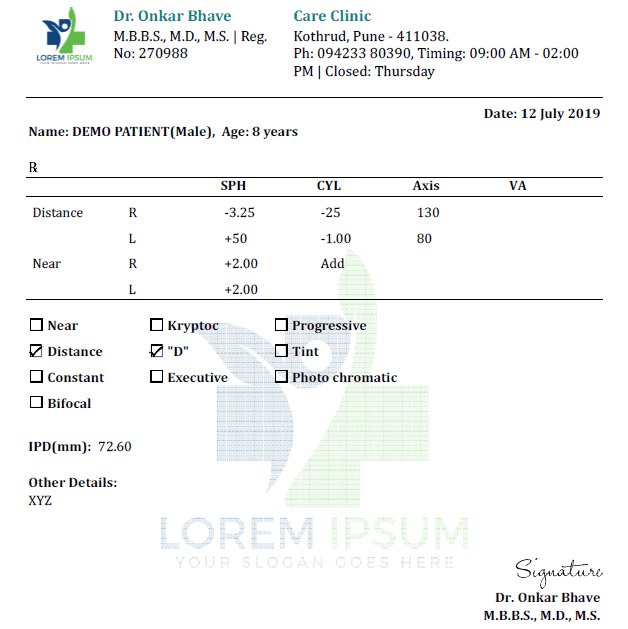 Dr. Onkar Bhave
M.B.B.S., M.D., M.S. | Reg.
No: 270988
Care Clinic
Kothrud, Pune - 411038.
Ph: 094233 80390, Timing: 09:00 AM - 02:00
PM | Closed: Thursday
LOREM IPSUM
YOUR SLOGAN GOES HERE
Date: 12 July 2019
Name: DEMO PATIENT(Male), Age: 8 years
℞
SPH CYL Axis VA
Distance R -3.25 -25 130
L +50 -1.00 80
Near R +2.00 Add
L +2.00
Near Kryptoc Progressive
Distance "D" Tint
Constant Executive Photo chromatic
Bifocal
IPD(mm): 72.60
Other Details:
XYZ
LOREM IPSUM
YOUR SLOGAN GOES HERE
Signature
Dr. Onkar Bhave
M.B.B.S., M.D., M.S.